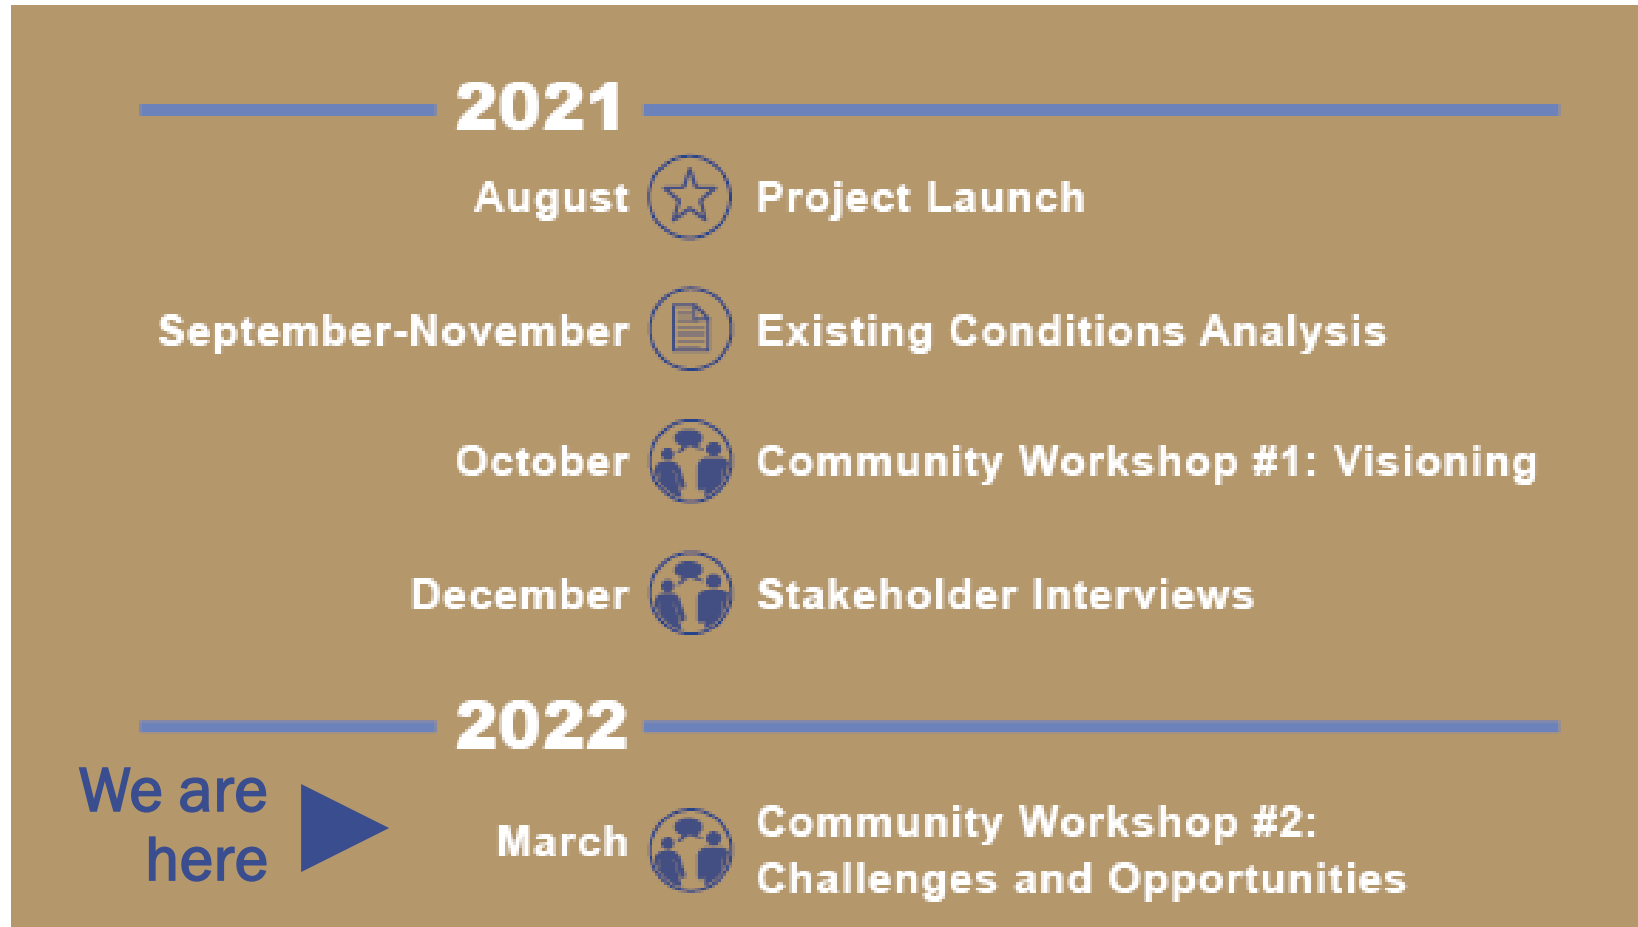 2021
August Project Launch
September-November Existing Conditions Analysis
October Community Workshop #1: Visioning
December Stakeholder Interviews
2022
We are
here
March
Community Workshop #2:
Challenges and Opportunities